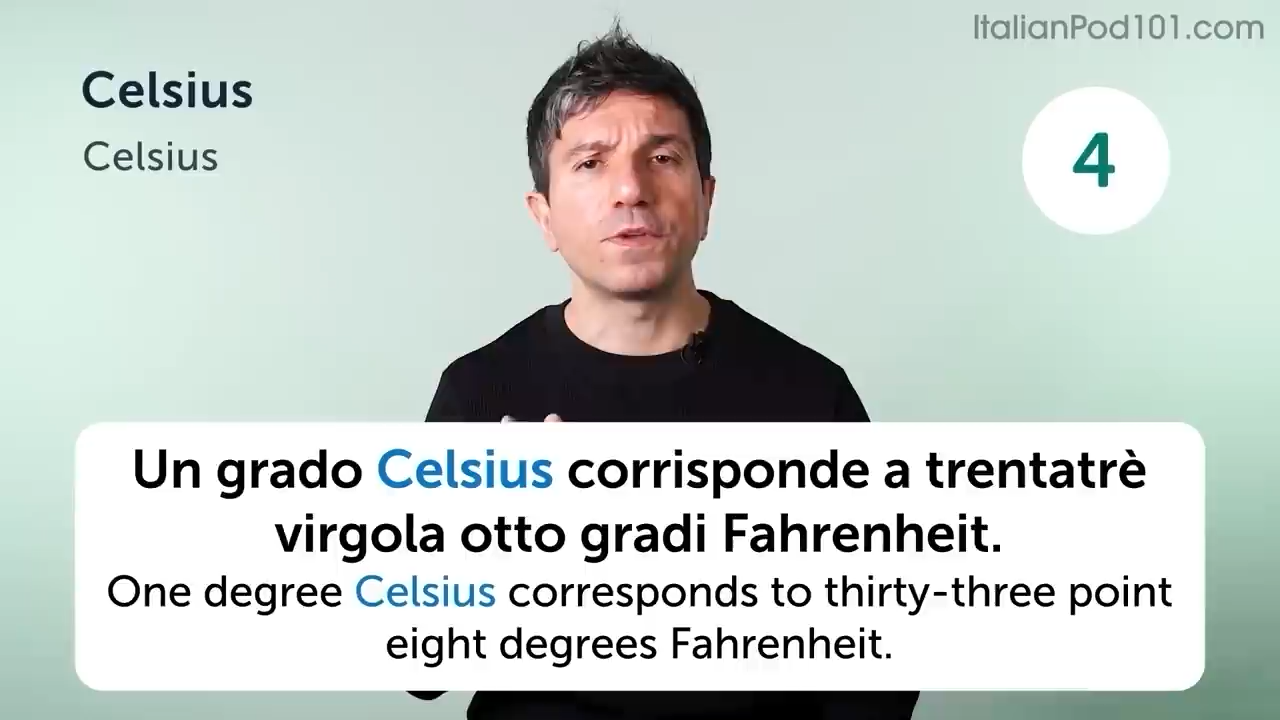 ItalianPod101.com
Celsius
Celsius
4
Un grado Celsius corrisponde a trentatrè
virgola otto gradi Fahrenheit.
One degree Celsius corresponds to thirty-three point
eight degrees Fahrenheit.